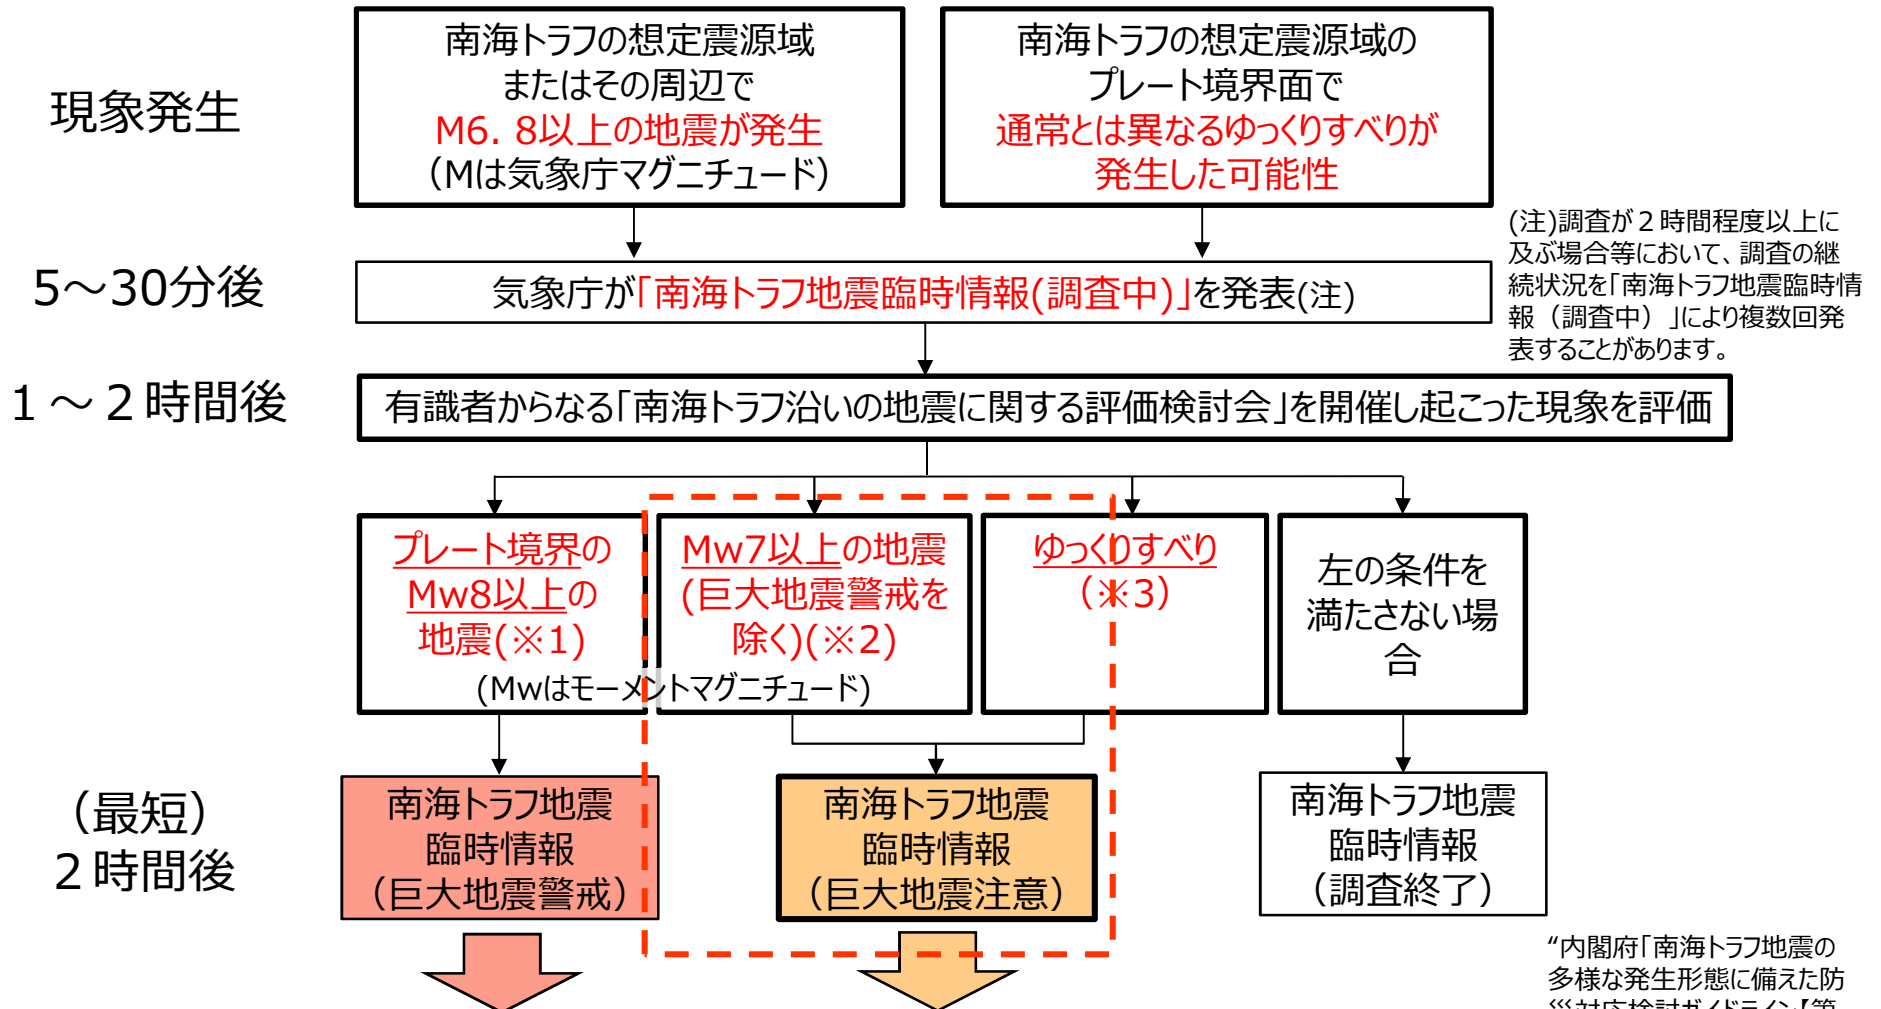 現象発生
南海トラフの想定震源域
またはその周辺で
M6. 8以上の地震が発生
（Mは気象庁マグニチュード）
南海トラフの想定震源域の
プレート境界面で
通常とは異なるゆっくりすべりが
発生した可能性
(注)調査が２時間程度以上に
及ぶ場合等において、調査の継
続状況を「南海トラフ地震臨時情
報（調査中）」により複数回発
表することがあります。
5～30分後
気象庁が「南海トラフ地震臨時情報(調査中)」を発表(注)
１～２時間後
有識者からなる「南海トラフ沿いの地震に関する評価検討会」を開催し起こった現象を評価
プレート境界の
Mw8以上の
地震(※1)
Mw7以上の地震
(巨大地震警戒を
除く)(※2)
(Mwはモーメントマグニチュード)
ゆっくりすべり
（※3）
左の条件を
満たさない場
合
（最短）
２時間後
南海トラフ地震
臨時情報
（巨大地震警戒）
南海トラフ地震
臨時情報
（巨大地震注意）
南海トラフ地震
臨時情報
（調査終了）
“内閣府「南海トラフ地震の
多様な発生形態に備えた防
災対応検討ガイドライン【第